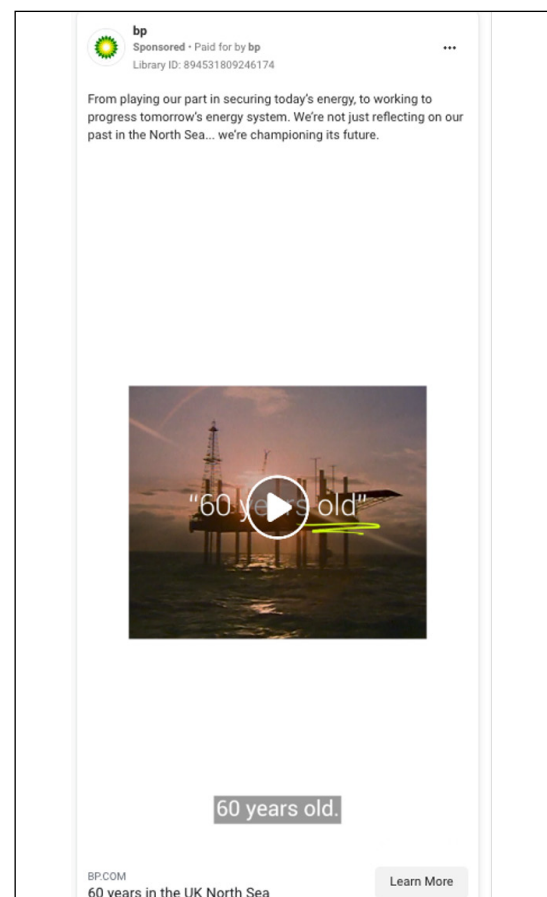 bp
Sponsored • Paid for by bp
Library ID: 894531809246174
From playing our part in securing today's energy, to working to
progress tomorrow's energy system. We're not just reflecting on our
past in the North Sea... we're championing its future.
"60 years old"
60 years old.
BP.COM
60 years in the UK North Sea
Learn More